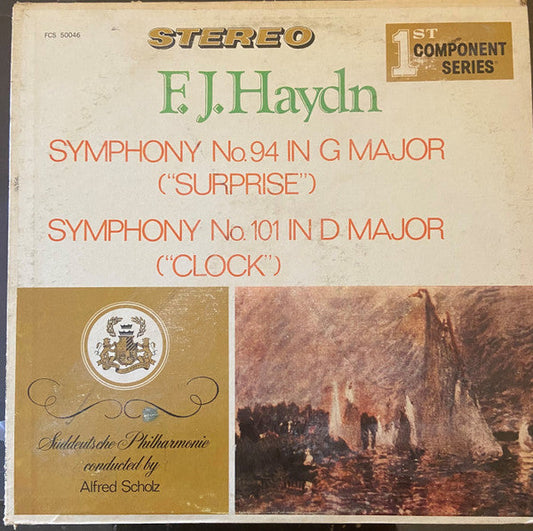 FCS 50046
STEREO
1ST
COMPONENT
SERIES
F.J.Haydn
SYMPHONY No.94 IN G MAJOR
("SURPRISE")
SYMPHONY No.101 IN D MAJOR
("CLOCK")
Süddeutsche Philharmonie
conducted by
Alfred Scholz